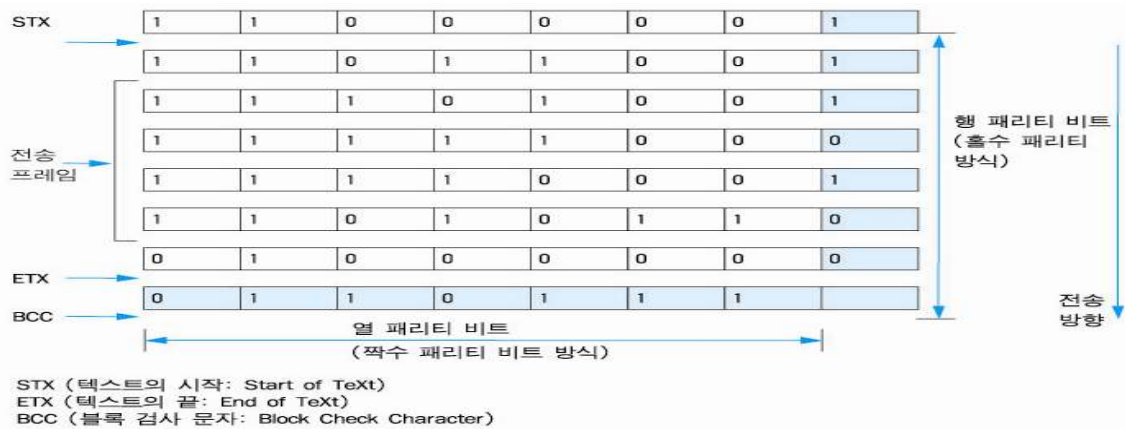 STX
1 1 0 0 0 0 0 1
1 1 0 1 1 0 0 1
1 1 1 0 1 0 0 1
1 1 1 1 1 0 0 0
1 1 1 1 0 0 0 1
1 1 0 1 0 1 1 0
0 1 0 0 0 0 0 0
0 1 1 0 1 1 1
전송
프레임
ETX
BCC
행 패리티 비트
(홀수 패리티
방식)
전송
방향
열 패리티 비트
(짝수 패리티 비트 방식)
STX (텍스트의 시작: Start of TeXt)
ETX (텍스트의 끝: End of TeXt)
BCC (블록 검사 문자: Block Check Character)